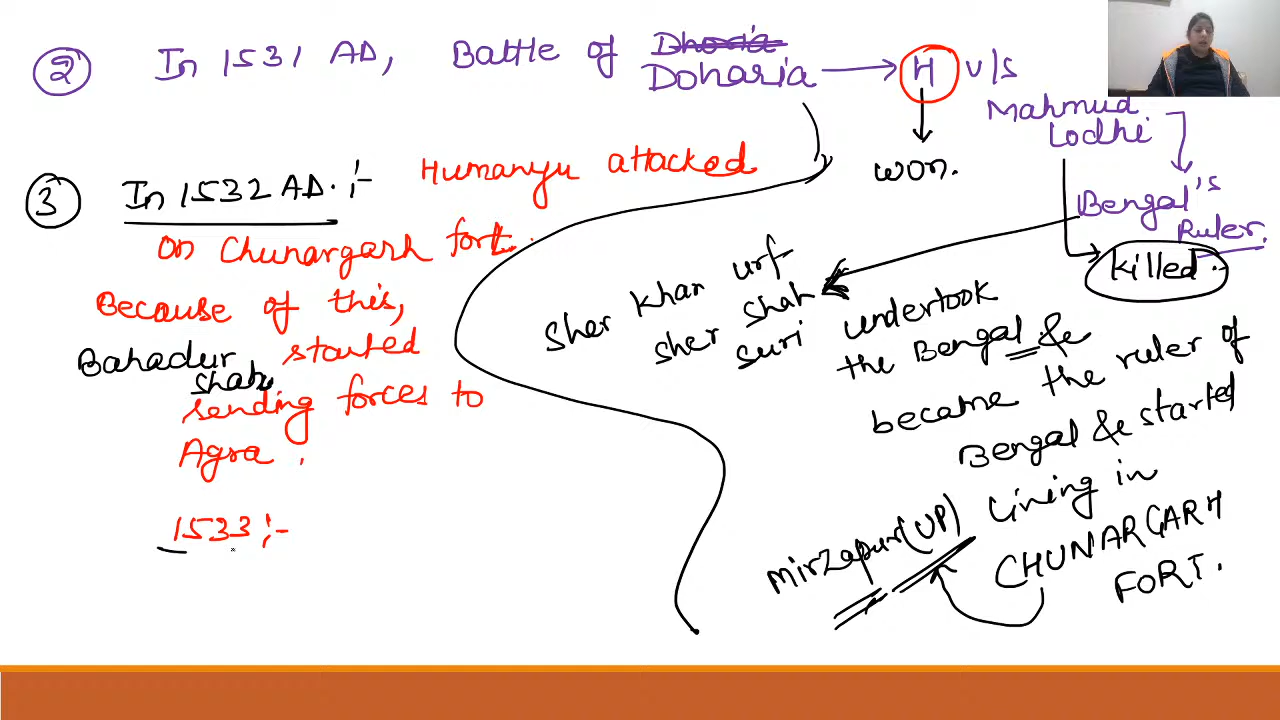 ② In 1531 AD, Battle of Dhoria
Doharia → H v/s
Mahmud
Lodhi
won.
Bengal's
Ruler.
killed.
③ In 1532 AD. :- Humanyu attacked
on Chunargarh fort.
Because of this,
Bahadur started
shah
sending forces to
Agra.
1533 :-
Sher Khan urf
Sher Shah
Suri
undertook
the Bengal &
became the ruler of
Bengal & started
Lining in
CHUNARGARH
FORT.
Mirzapur(UP)